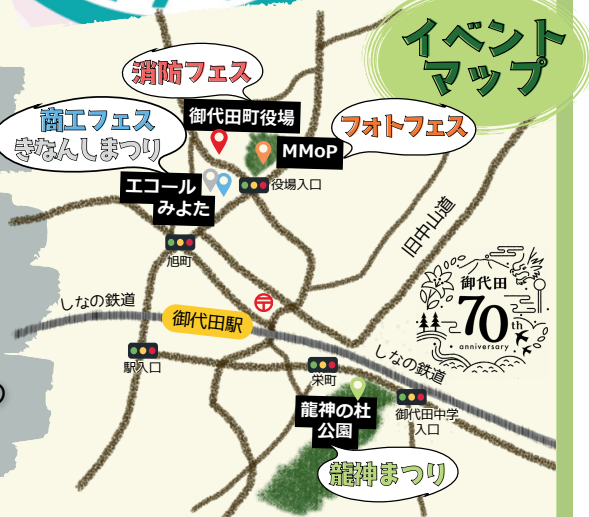 イベント
マップ
消防フェス
御代田町役場
商工フェス
きなんしまつり
フォトフェス
MMoP
エコール
みよた
役場入口
旭町
旧中山道
御代田
70th
anniversary
しなの鉄道
御代田駅
しなの鉄道
駅入口
栄町
龍神の杜
公園
御代田中学
入口
龍神まつり